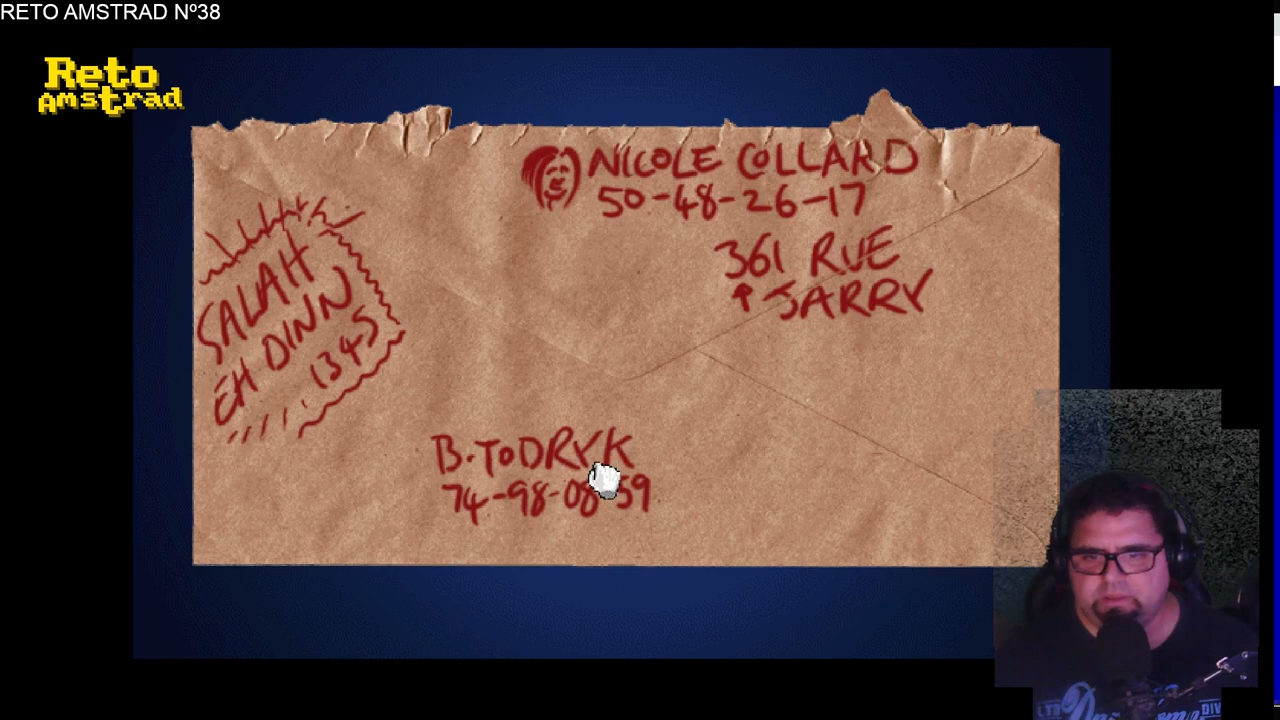 RETO AMSTRAD Nº38
Reto
Amstrad
NICOLE COLLARD
50-48-26-17
361 RUE
JARRY
SALAH
EH DINN
1345
B. TODRYK
74-98-08-59